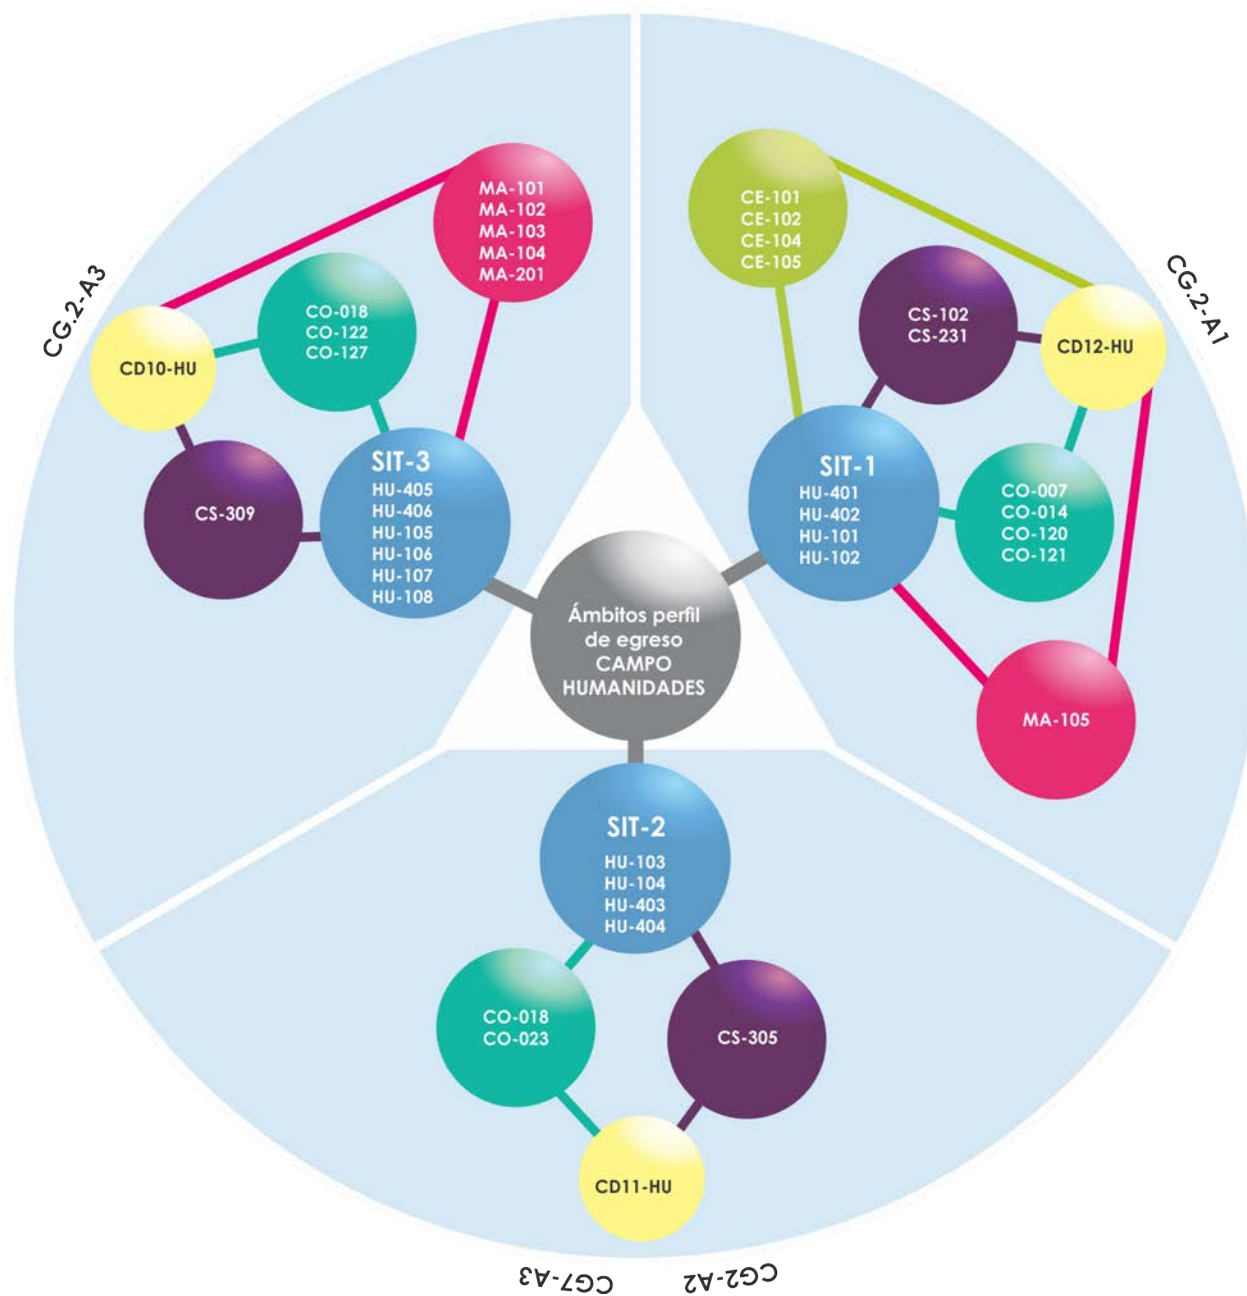 CG.2-A3
MA-101
MA-102
MA-103
MA-104
MA-201
CO-018
CO-122
CO-127
CD10-HU
CS-309
SIT-3
HU-405
HU-406
HU-105
HU-106
HU-107
HU-108
CG.2-A1
CE-101
CE-102
CE-104
CE-105
CS-102
CS-231
CD12-HU
SIT-1
HU-401
HU-402
HU-101
HU-102
CO-007
CO-014
CO-120
CO-121
MA-105
Ámbitos perfil
de egreso
CAMPO
HUMANIDADES
SIT-2
HU-103
HU-104
HU-403
HU-404
CO-018
CO-023
CS-305
CD11-HU
CG7-A3
CG2-A2